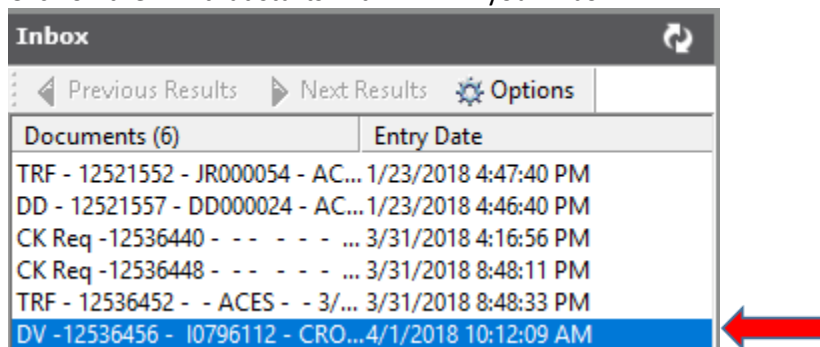 Inbox
Previous Results Next Results Options
Documents (6) Entry Date
TRF - 12521552 - JR000054 - AC... 1/23/2018 4:47:40 PM
DD - 12521557 - DD000024 - AC... 1/23/2018 4:46:40 PM
CK Req -12536440 - - - - - - ... 3/31/2018 4:16:56 PM
CK Req -12536448 - - - - - - ... 3/31/2018 8:48:11 PM
TRF - 12536452 - - ACES - - 3/... 3/31/2018 8:48:33 PM
DV -12536456 - I0796112 - CRO... 4/1/2018 10:12:09 AM